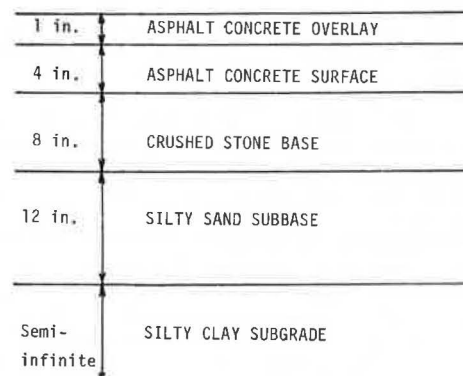 1 in. ASPHALT CONCRETE OVERLAY
4 in. ASPHALT CONCRETE SURFACE
8 in. CRUSHED STONE BASE
12 in. SILTY SAND SUBBASE
Semi- SILTY CLAY SUBGRADE
infinite